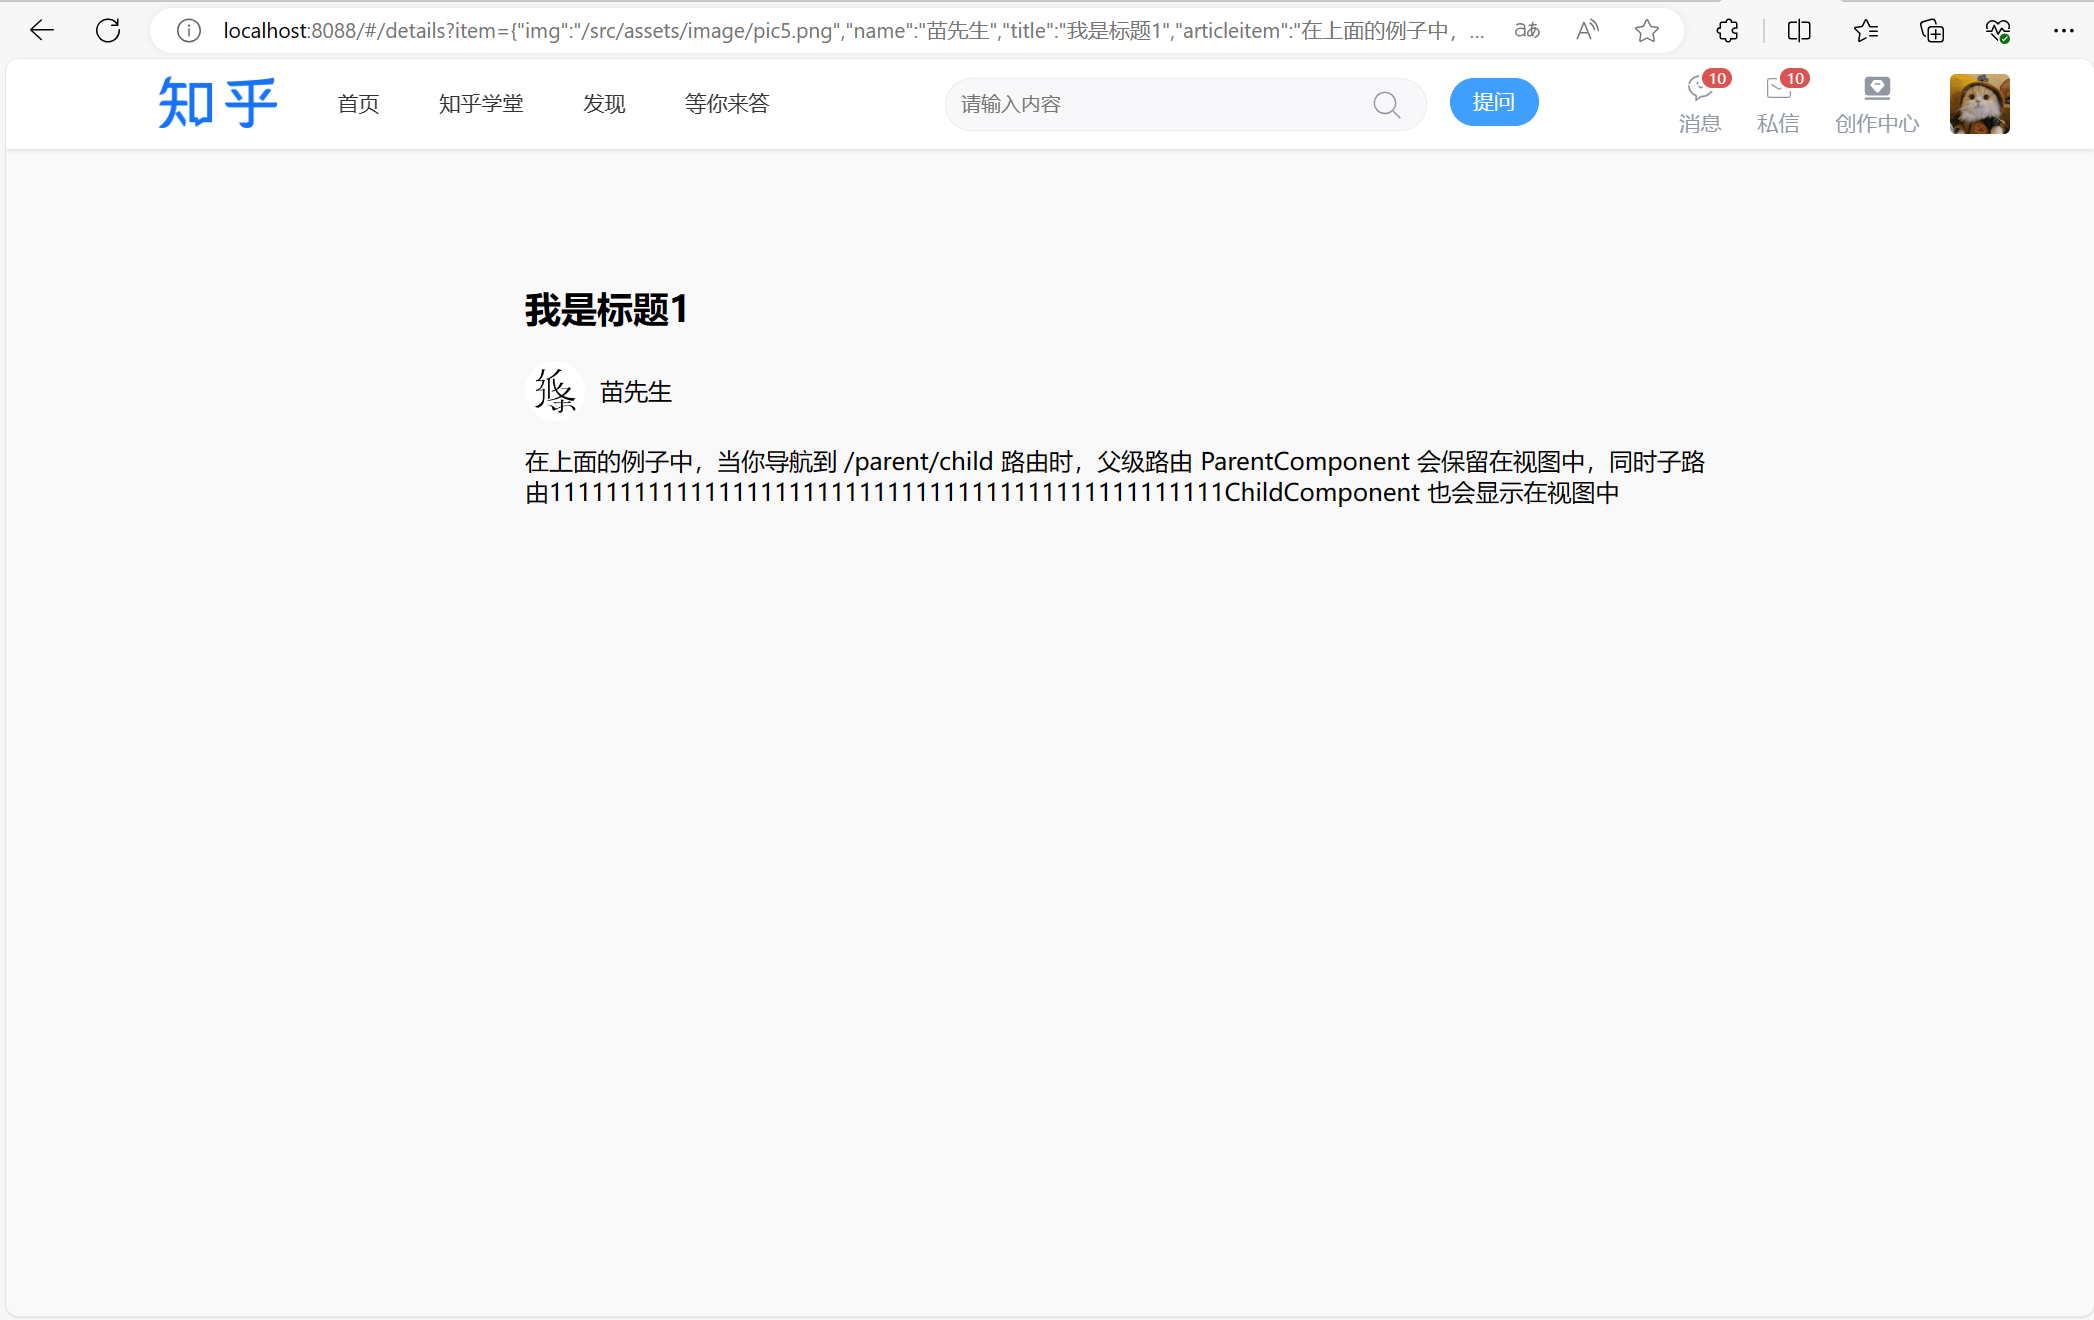 localhost:8088/#/details?item={"img":"/src/assets/image/pic5.png","name":"苗先生","title":"我是标题1","articleitem":"在上面的例子中，...
知乎 首页 知乎学堂 发现 等你来答 请输入内容 提问
10 10
消息 私信 创作中心
我是标题1
苗先生
在上面的例子中，当你导航到 /parent/child 路由时，父级路由 ParentComponent 会保留在视图中，同时子路
由111111111111111111111111111111111111111111111111ChildComponent 也会显示在视图中